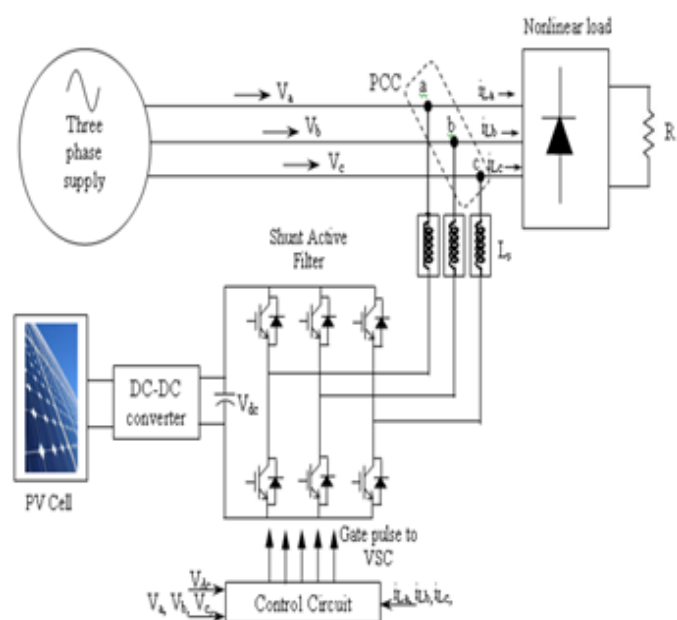 Nonlinear load
Three
phase
supply
Va
Vb
Vc
PCC
a
b
c
iLa
iLb
iLc
R
Ls
Shunt Active
Filter
DC-DC
converter
Vdc
PV Cell
Gate pulse to
VSC
Vdc
Va, Vb, Vc,
Control Circuit
iLa, iLb, iLc,